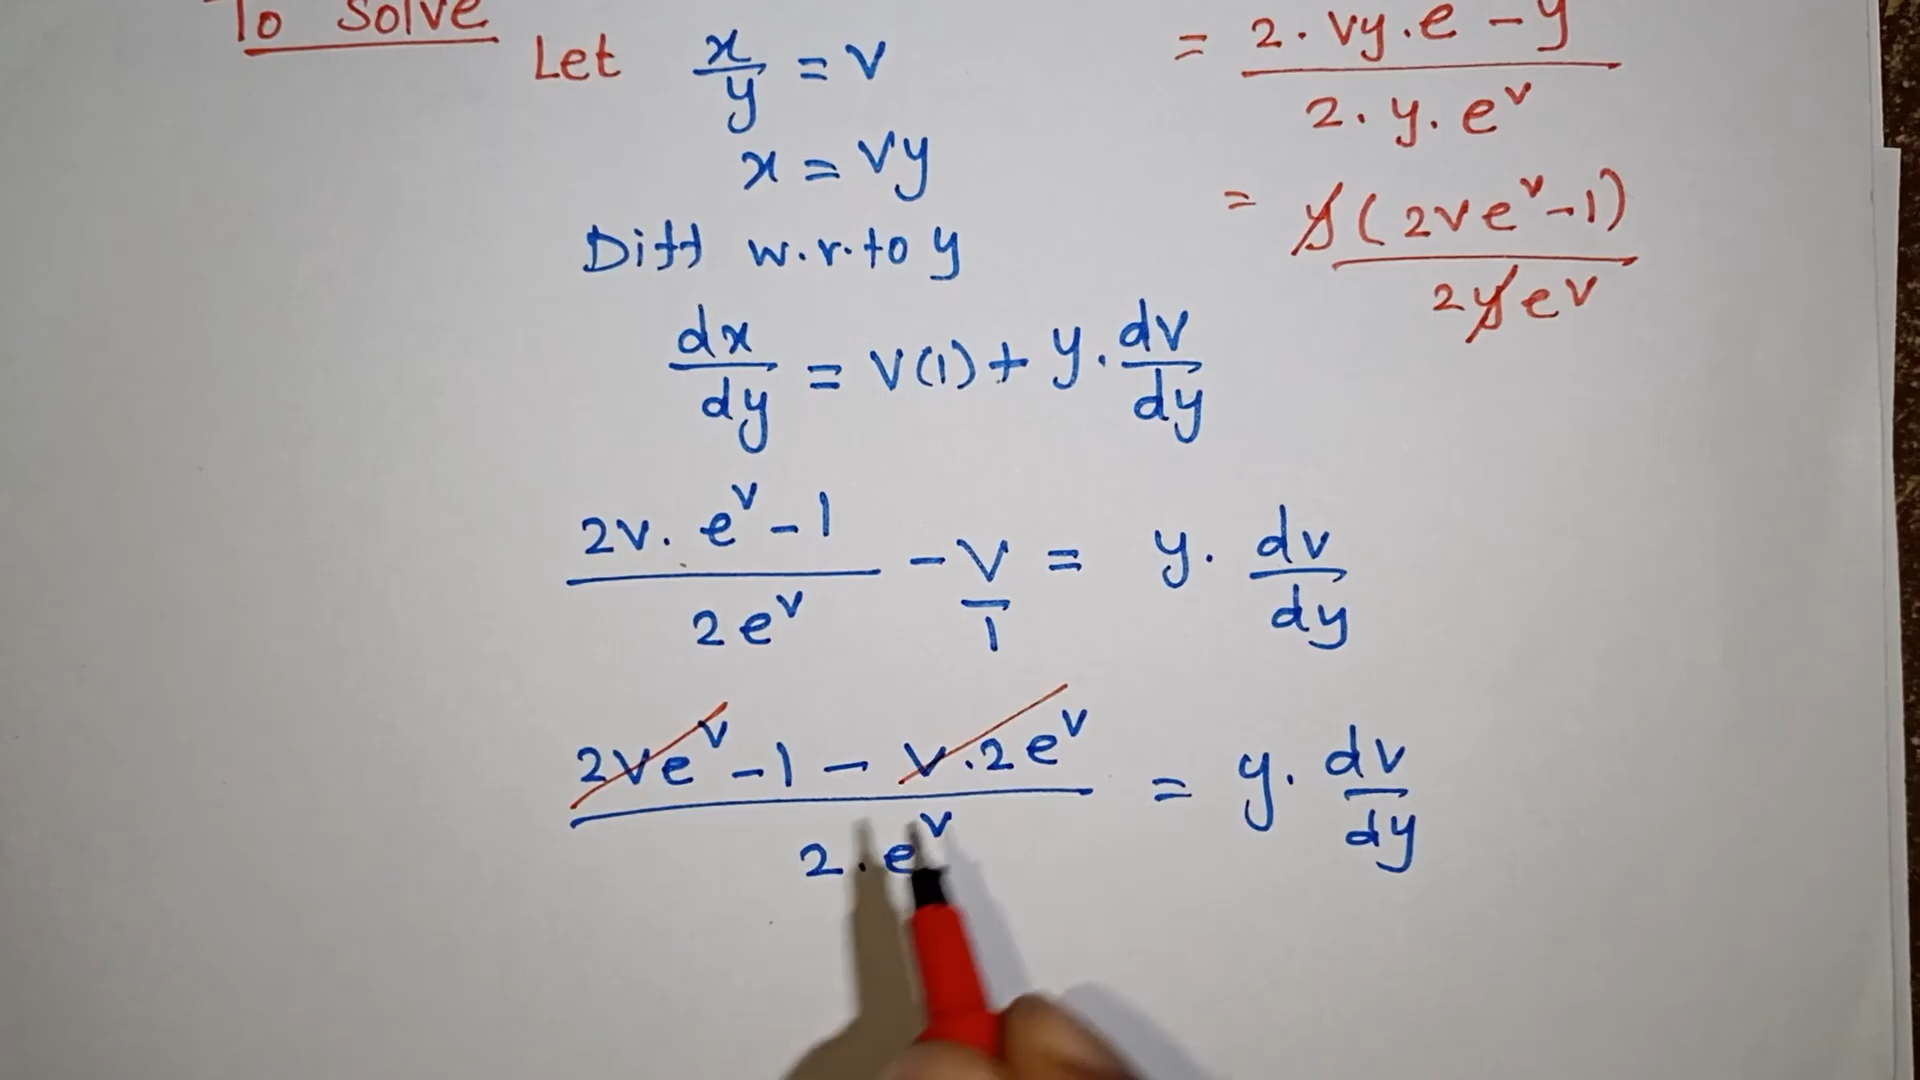 To Solve
Let x/y = v
x = vy
Diff w.r.to y
dx/dy = v(1) + y. dv/dy
2v. e^v - 1 / 2e^v - v/1 = y. dv/dy
2ve^v - 1 - v.2e^v / 2.e^v = y. dv/dy
= 2. vy. e - y / 2. y. e^v
= y(2ve^v - 1) / 2ye^v